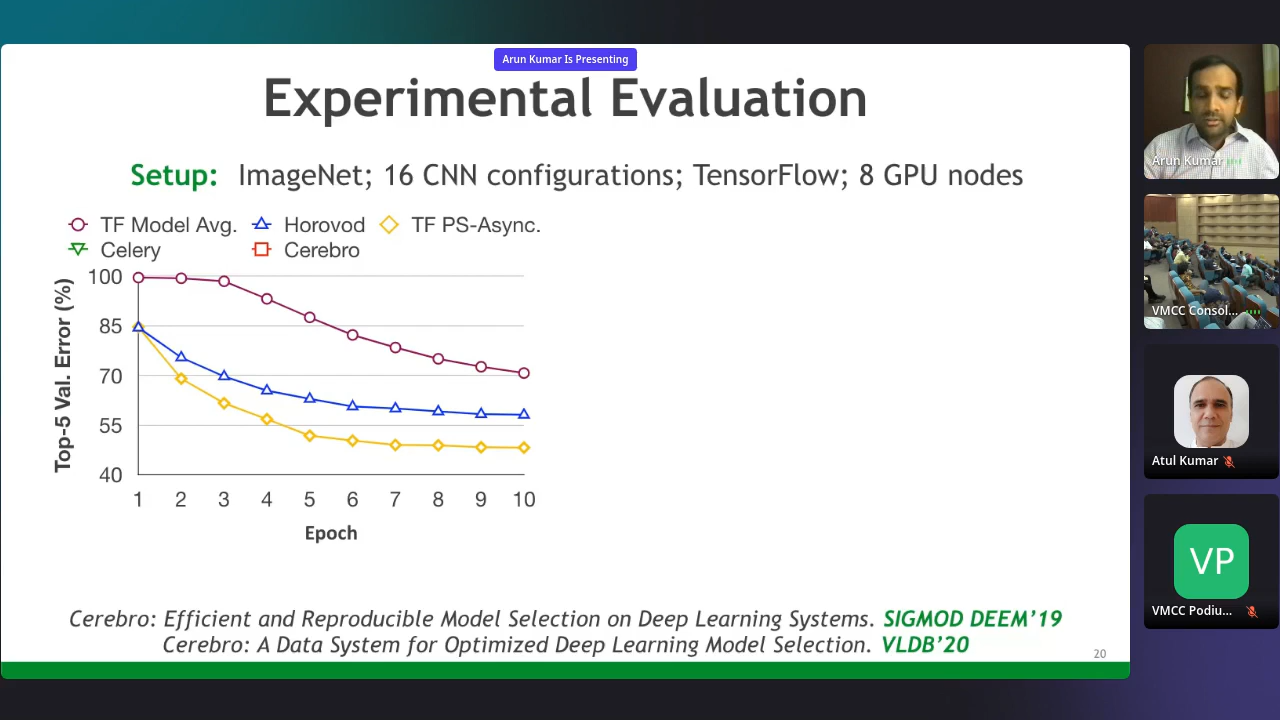 Arun Kumar Is Presenting
Experimental Evaluation
Setup: ImageNet; 16 CNN configurations; TensorFlow; 8 GPU nodes
TF Model Avg. Horovod TF PS-Async.
Celery Cerebro
Top-5 Val. Error (%)
100
85
70
55
40
1 2 3 4 5 6 7 8 9 10
Epoch
Cerebro: Efficient and Reproducible Model Selection on Deep Learning Systems. SIGMOD DEEM’19
Cerebro: A Data System for Optimized Deep Learning Model Selection. VLDB’20
20
Arun Kumar
VMCC Consol...
Atul Kumar
VP
VMCC Podiu...